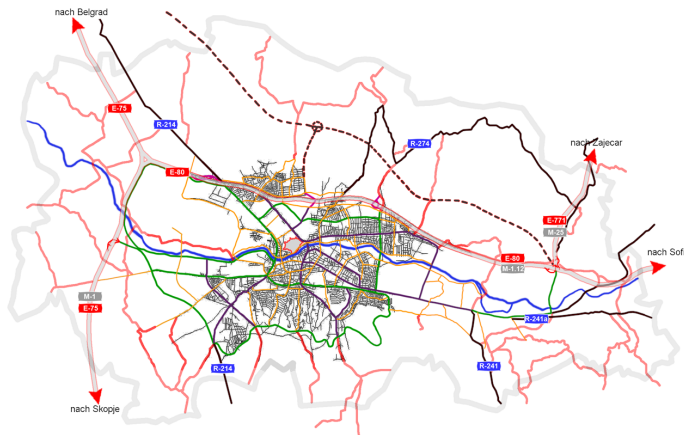 nach Belgrad
E-75
R-214
R-274
nach Zajecar
E-80
E-771
M-25
nach Sofi
E-80
M-1.12
M-1
E-75
R-241a
R-214
R-241
nach Skopje